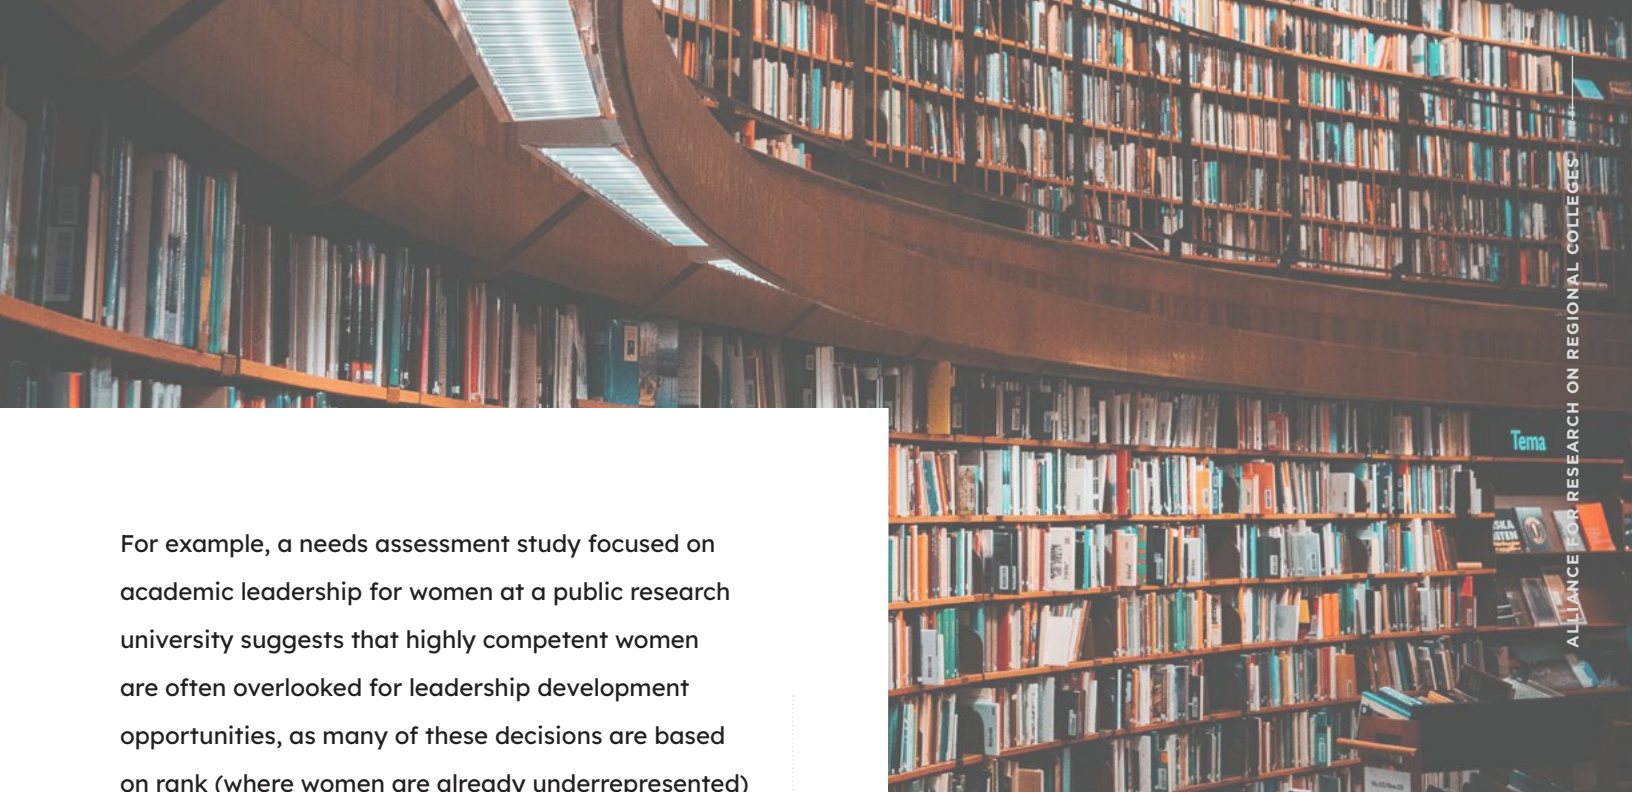 For example, a needs assessment study focused on
academic leadership for women at a public research
university suggests that highly competent women
are often overlooked for leadership development
opportunities, as many of these decisions are based
on rank (where women are already underrepresented)
ALLIANCE FOR RESEARCH ON REGIONAL COLLEGES
Tema